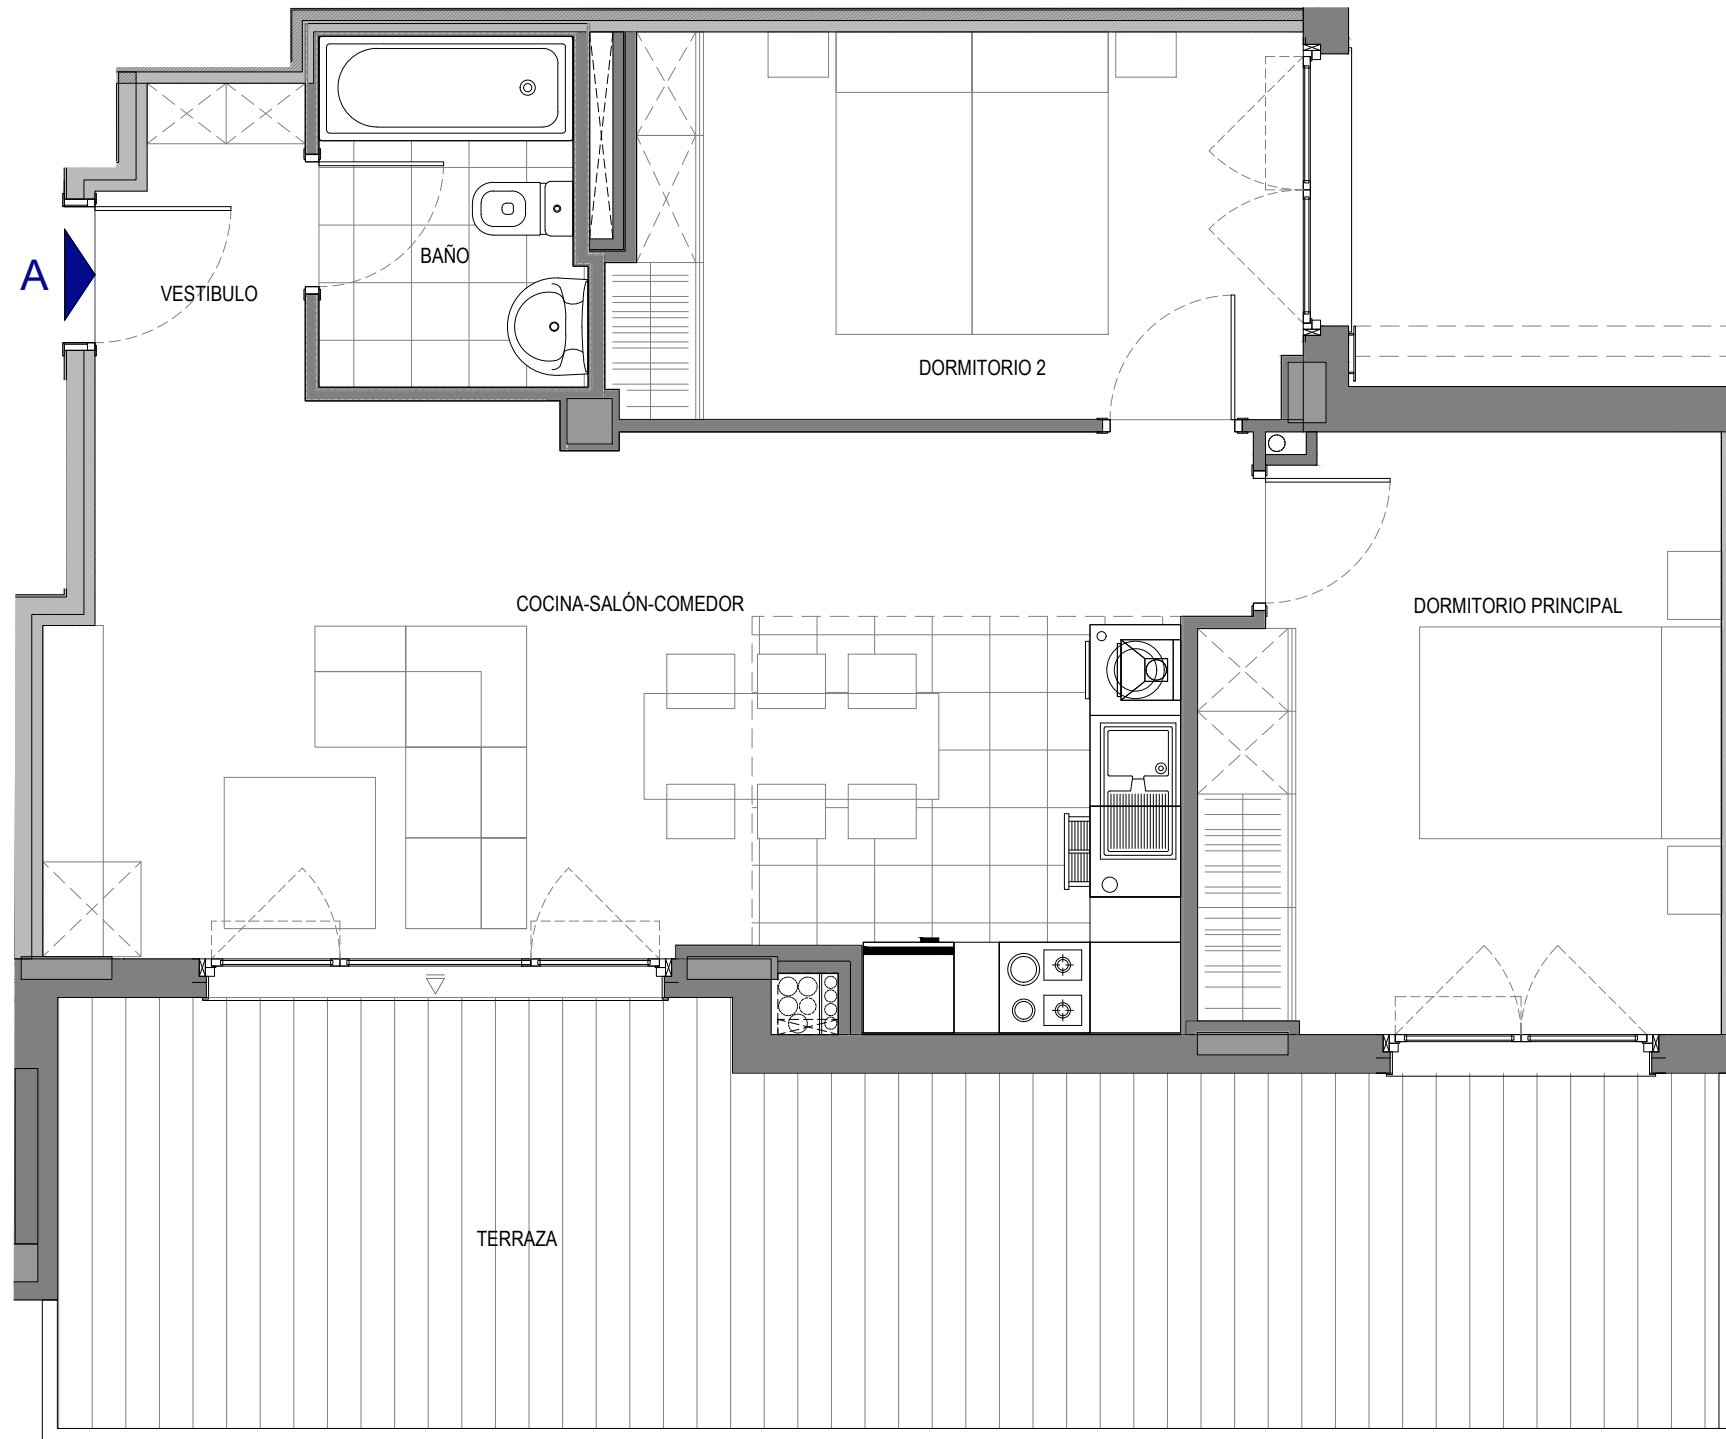 BAÑO
A
VESTIBULO
DORMITORIO 2
COCINA-SALÓN-COMEDOR
DORMITORIO PRINCIPAL
TERRAZA